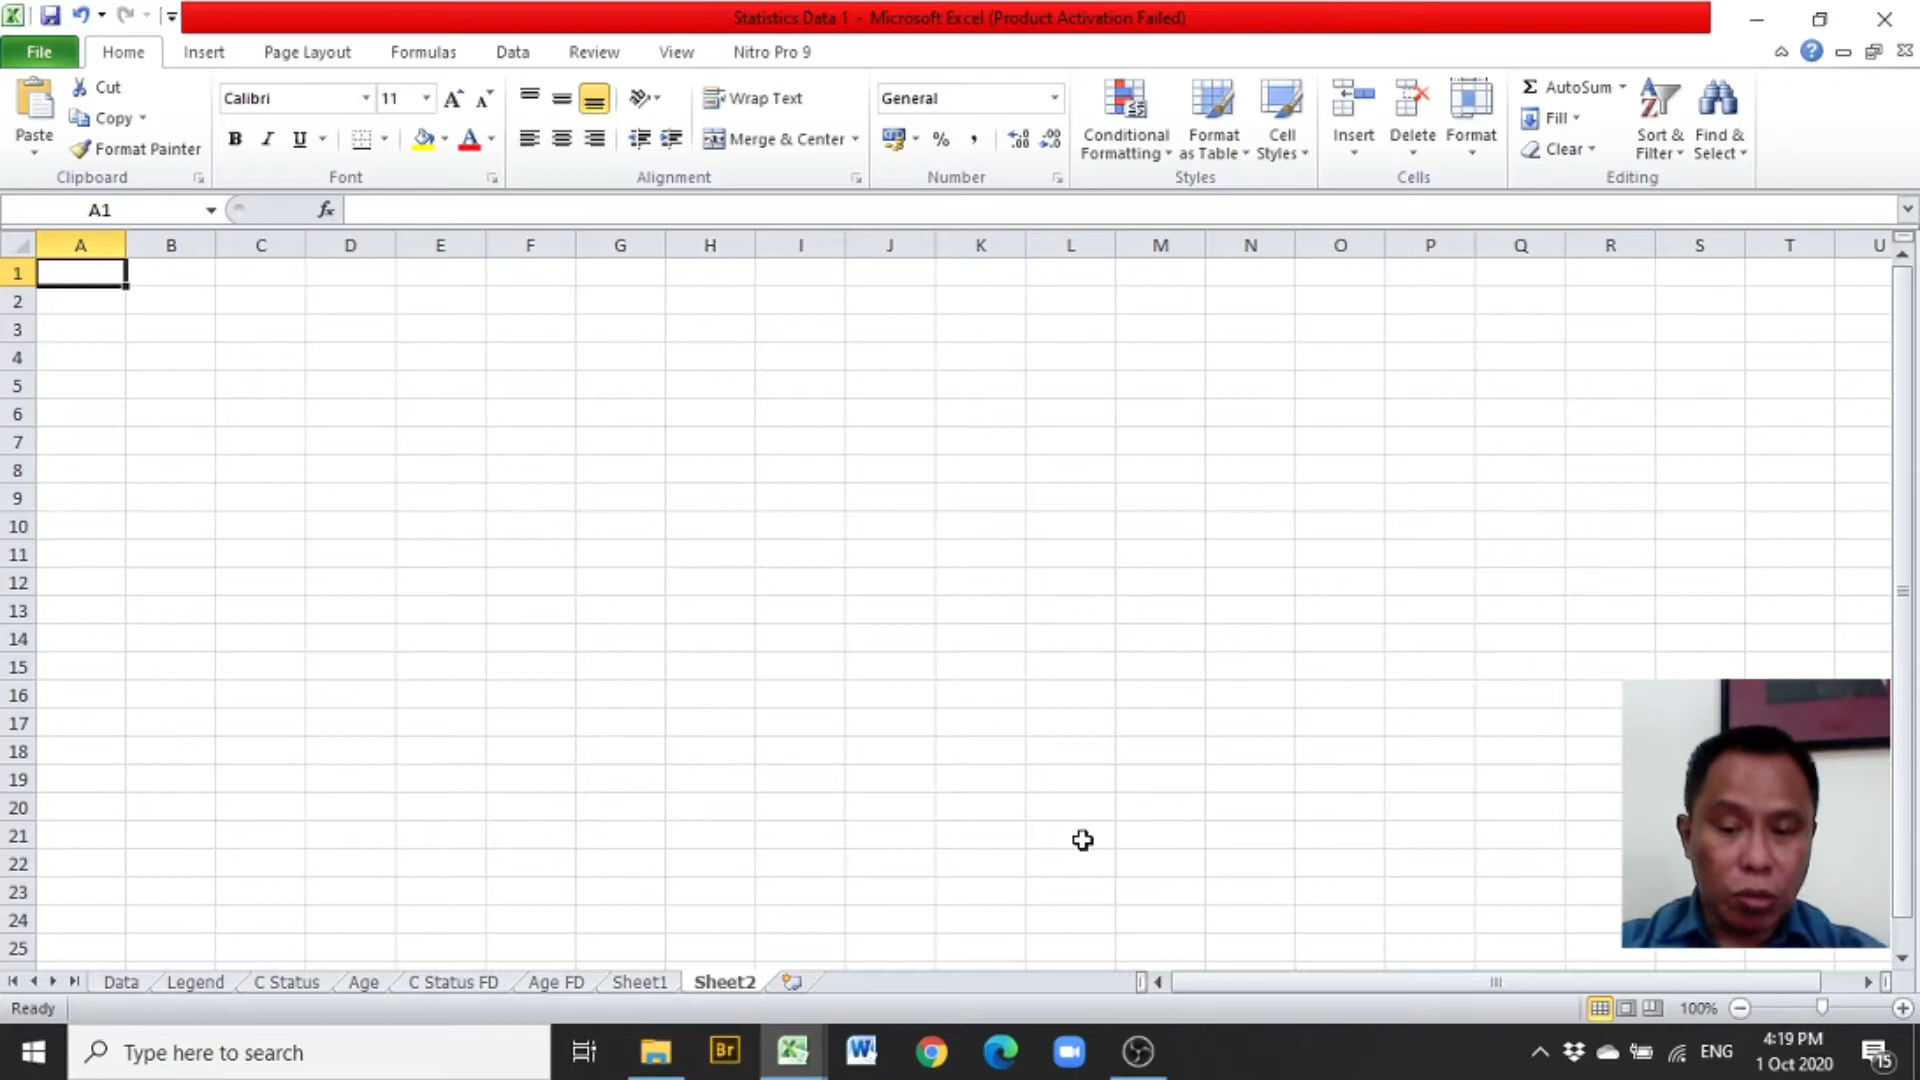 Statistics Data 1 - Microsoft Excel (Product Activation Failed)
File Home Insert Page Layout Formulas Data Review View Nitro Pro 9
Paste
Cut
Copy
Format Painter
Clipboard
Calibri 11
B I U
Font
Wrap Text
Merge & Center
Alignment
General
%
Number
Conditional Formatting
Format as Table
Cell Styles
Styles
Insert Delete Format
Cells
AutoSum
Fill
Clear
Sort & Filter
Find & Select
Editing
A1 fx
A B C D E F G H I J K L M N O P Q R S T U
1
2
3
4
5
6
7
8
9
10
11
12
13
14
15
16
17
18
19
20
21
22
23
24
25
Data Legend C Status Age C Status FD Age FD Sheet1 Sheet2
Ready 100%
Type here to search Br ENG 4:19 PM
1 Oct 2020 15